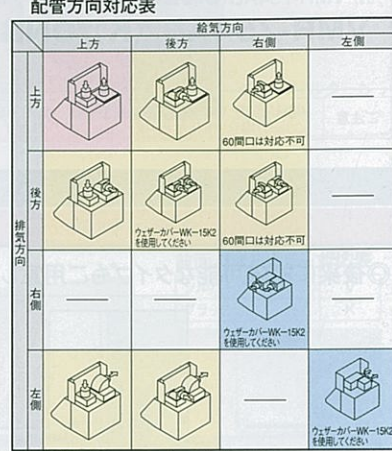 配管方向対応表
給気方向
上方 後方 右側 左側
排気方向
上方
60間口は対応不可
後方
ウェザーカバーWK-15K2
を使用してください
60間口は対応不可
右側
ウェザーカバーWK-15K2
を使用してください
左側
ウェザーカバーWK-15K2
を使用してください